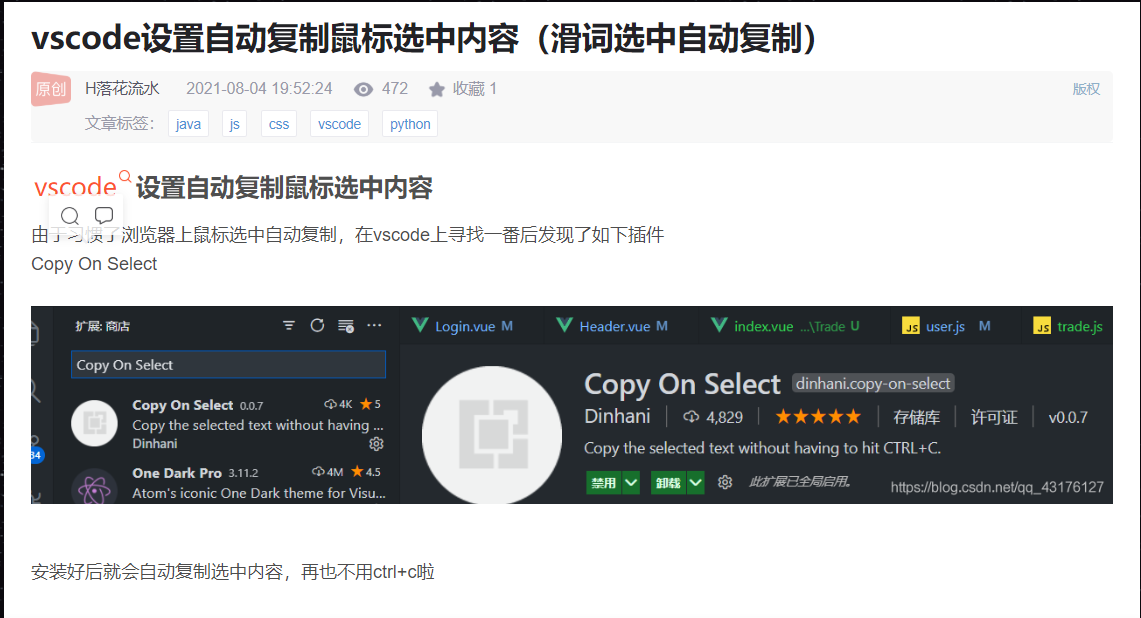 vscode设置自动复制鼠标选中内容（滑词选中自动复制）
原创 H落花流水 2021-08-04 19:52:24 472 收藏 1 版权
文章标签： java js css vscode python
vscode 设置自动复制鼠标选中内容
由于习惯了浏览器上鼠标选中自动复制，在vscode上寻找一番后发现了如下插件
Copy On Select
扩展: 商店 ···
Login.vue M Header.vue M index.vue ...\Trade U JS user.js M JS trade.js
Copy On Select
Copy On Select 0.0.7 4K ★5
Copy the selected text without having ...
Dinhani
34
One Dark Pro 3.11.2 4M ★4.5
Atom's iconic One Dark theme for Visu...
Copy On Select dinhani.copy-on-select
Dinhani | 4,829 | ★★★★★ | 存储库 | 许可证 | v0.0.7
Copy the selected text without having to hit CTRL+C.
禁用 卸载 此扩展已全局启用。
https://blog.csdn.net/qq_43176127
安装好后就会自动复制选中内容，再也不用ctrl+c啦